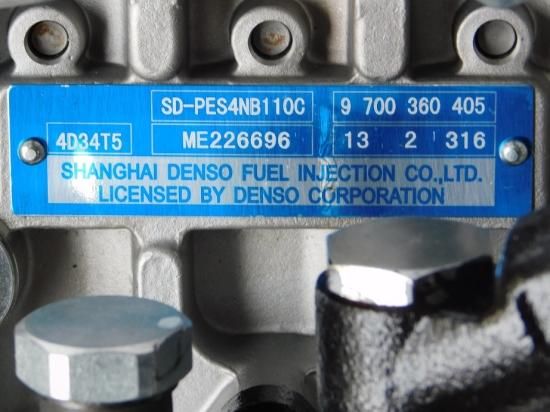 SD-PES4NB110C 9 700 360 405
4D34T5 ME226696 13 2 316
SHANGHAI DENSO FUEL INJECTION CO.,LTD.
LICENSED BY DENSO CORPORATION